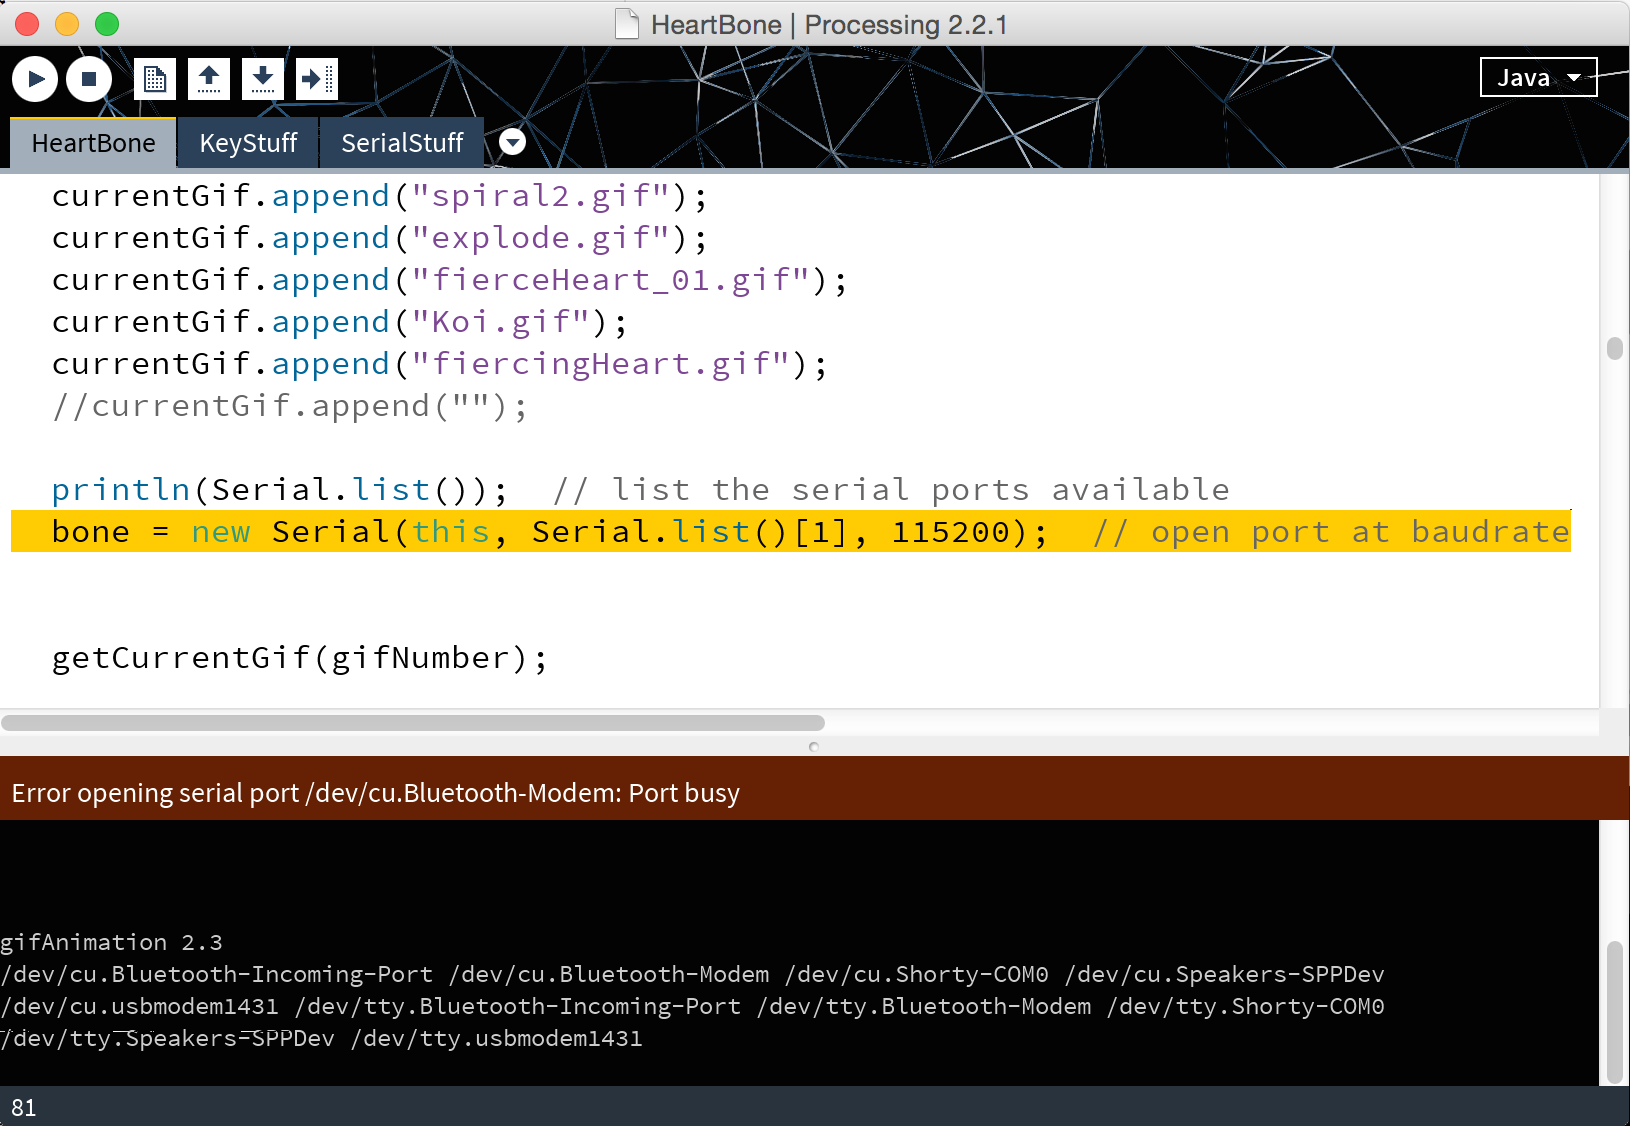 HeartBone | Processing 2.2.1
Java
HeartBone KeyStuff SerialStuff
currentGif.append("spiral2.gif");
currentGif.append("explode.gif");
currentGif.append("fierceHeart_01.gif");
currentGif.append("Koi.gif");
currentGif.append("fiercingHeart.gif");
//currentGif.append("");
println(Serial.list());  // list the serial ports available
bone = new Serial(this, Serial.list()[1], 115200);  // open port at baudrate
getCurrentGif(gifNumber);
Error opening serial port /dev/cu.Bluetooth-Modem: Port busy
gifAnimation 2.3
/dev/cu.Bluetooth-Incoming-Port /dev/cu.Bluetooth-Modem /dev/cu.Shorty-COM0 /dev/cu.Speakers-SPPDev
/dev/cu.usbmodem1431 /dev/tty.Bluetooth-Incoming-Port /dev/tty.Bluetooth-Modem /dev/tty.Shorty-COM0
/dev/tty.Speakers-SPPDev /dev/tty.usbmodem1431
81